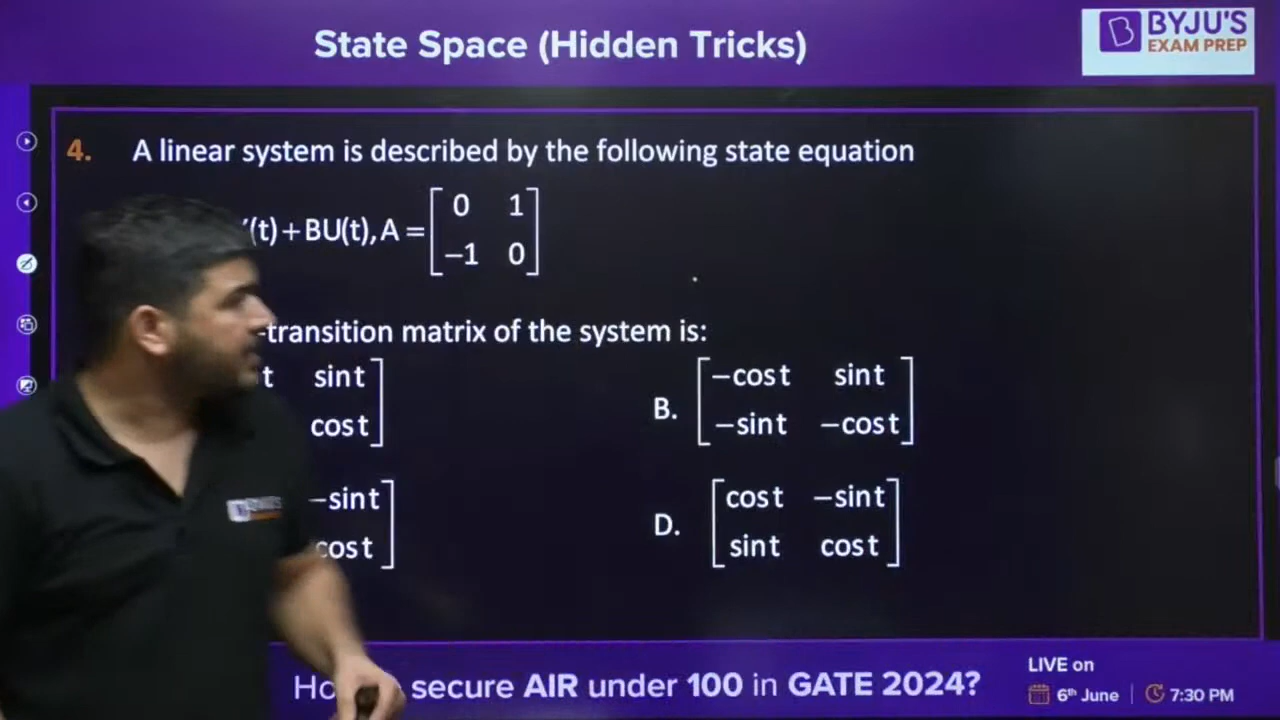 State Space (Hidden Tricks)
BYJU'S
EXAM PREP
4. A linear system is described by the following state equation
(t) + BU(t), A = [0 1
-1 0]
-transition matrix of the system is:
t sint
cost
B. [-cost sint
-sint -cost]
-sint
cost
D. [cost -sint
sint cost]
secure AIR under 100 in GATE 2024?
LIVE on
6th June | 7:30 PM